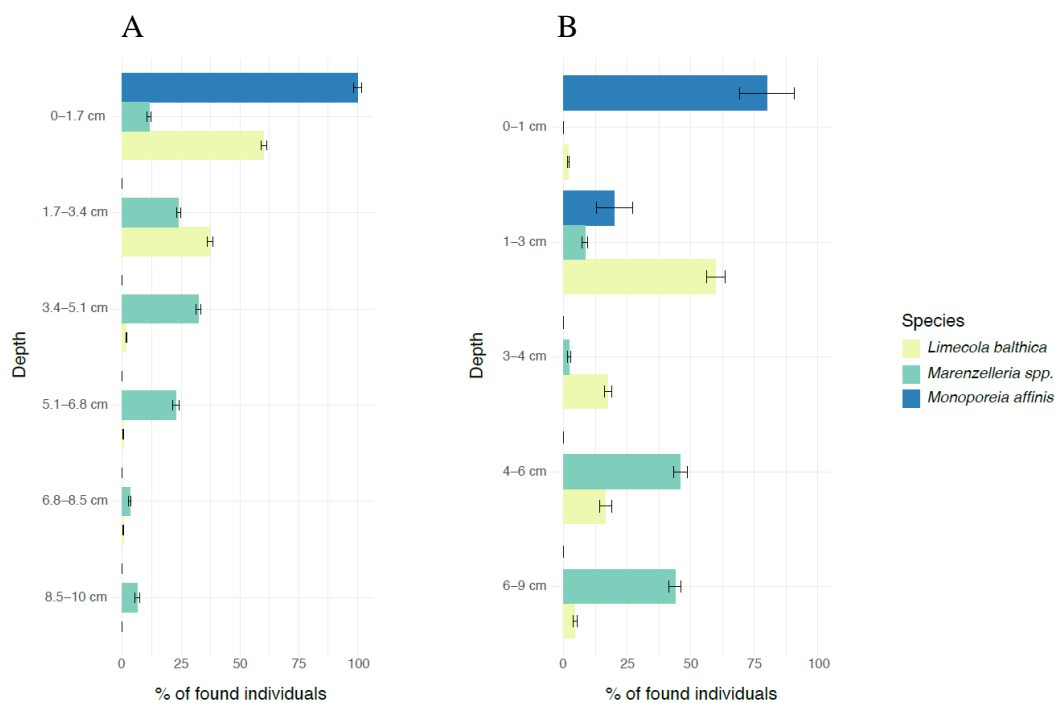 A
B
0–1.7 cm
1.7–3.4 cm
3.4–5.1 cm
5.1–6.8 cm
6.8–8.5 cm
8.5–10 cm
Depth
0 25 50 75 100
% of found individuals
0–1 cm
1–3 cm
3–4 cm
4–6 cm
6–9 cm
Depth
0 25 50 75 100
% of found individuals
Species
Limecola balthica
Marenzelleria spp.
Monoporeia affinis